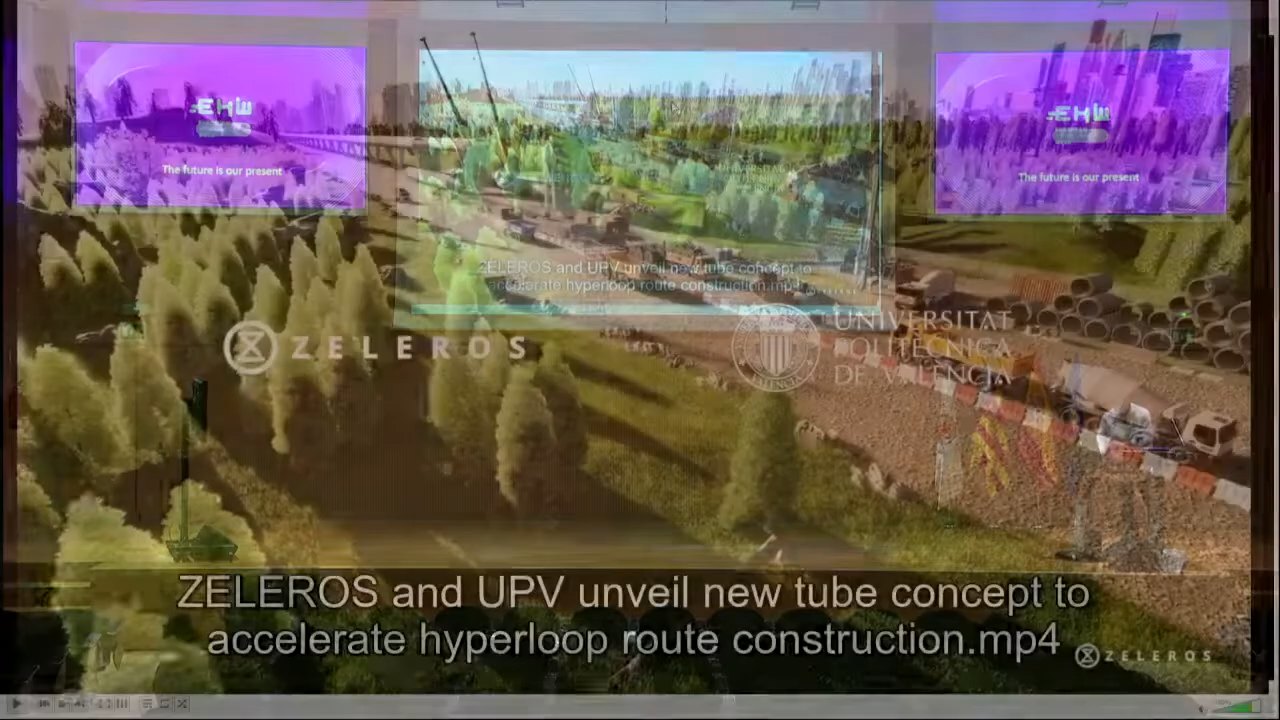 EHW
The future is our present
EHW
The future is our present
ZELEROS and UPV unveil new tube concept to
accelerate hyperloop route construction.mp4
ZELEROS
UNIVERSITAT
POLITÈCNICA
DE VALÈNCIA
ZELEROS and UPV unveil new tube concept to
accelerate hyperloop route construction.mp4
ZELEROS